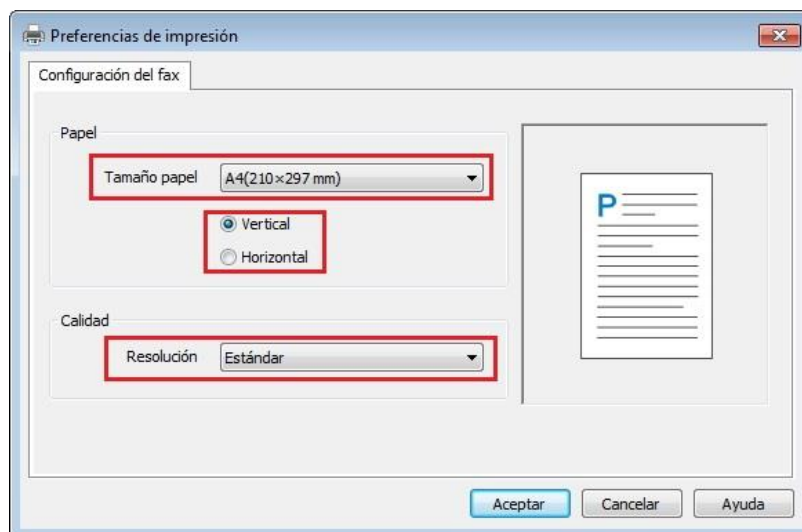 Preferencias de impresión
Configuración del fax
Papel
Tamaño papel A4(210×297 mm)
Vertical
Horizontal
P
Calidad
Resolución Estándar
Aceptar Cancelar Ayuda